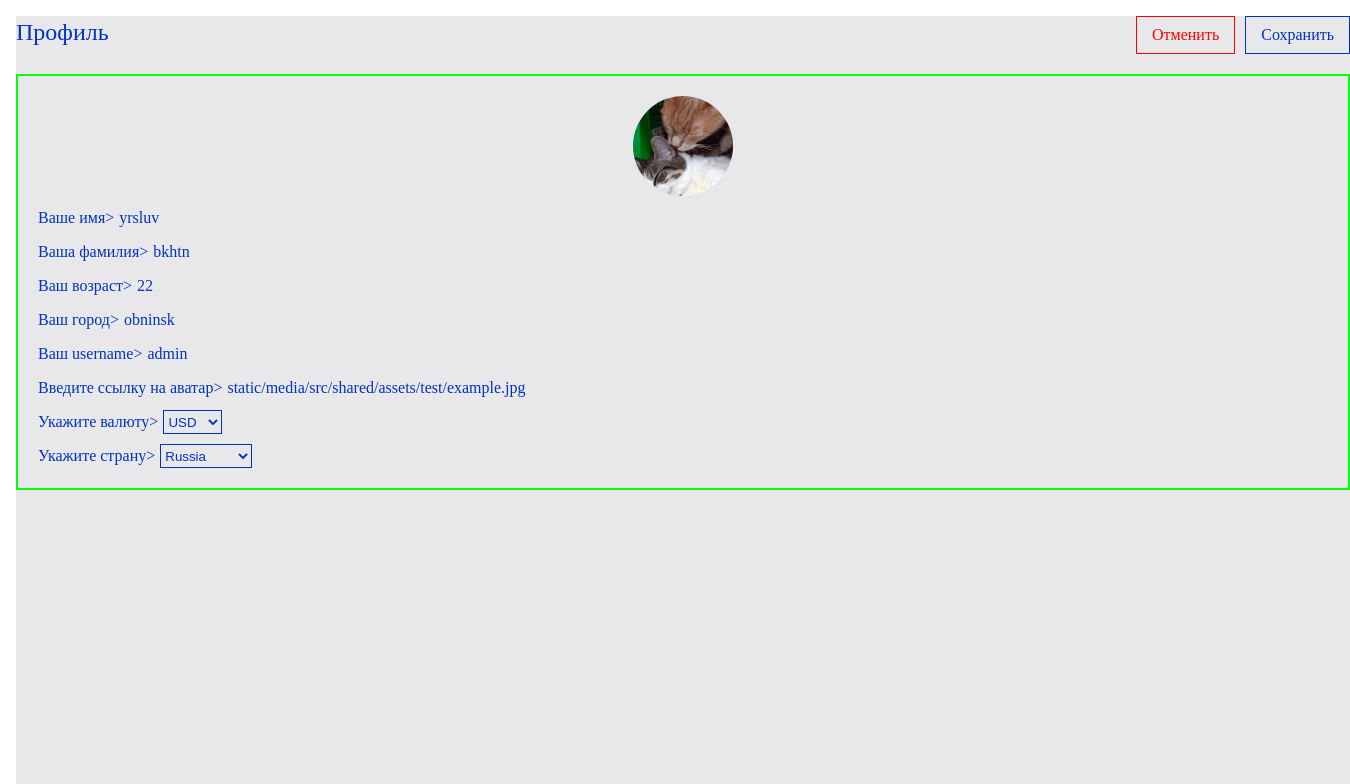 Профиль
Отменить
Сохранить
Ваше имя> yrsluv
Ваша фамилия> bkhtn
Ваш возраст> 22
Ваш город> obninsk
Ваш username> admin
Введите ссылку на аватар> static/media/src/shared/assets/test/example.jpg
Укажите валюту> USD
Укажите страну> Russia